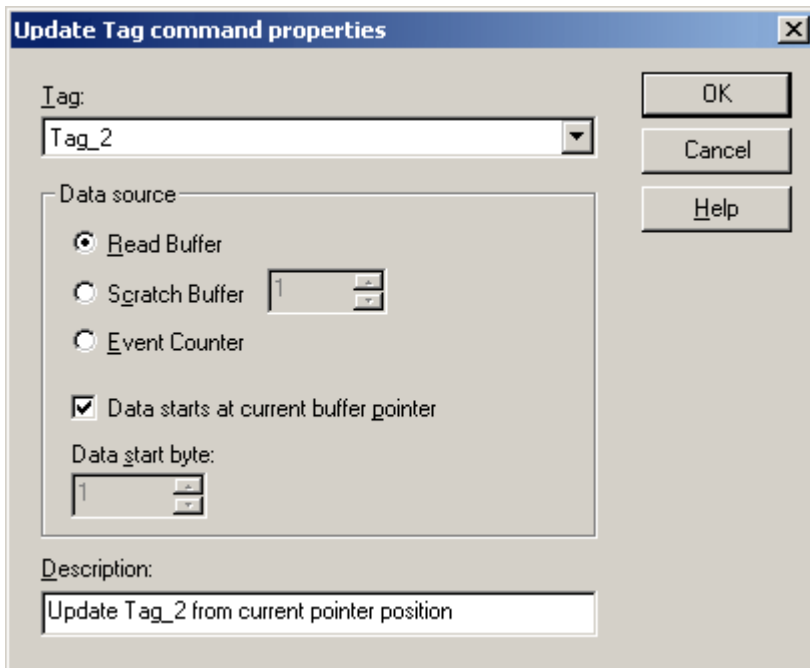 Update Tag command properties
Tag:
Tag_2
OK
Cancel
Help
Data source
Read Buffer
Scratch Buffer 1
Event Counter
Data starts at current buffer pointer
Data start byte:
1
Description:
Update Tag_2 from current pointer position